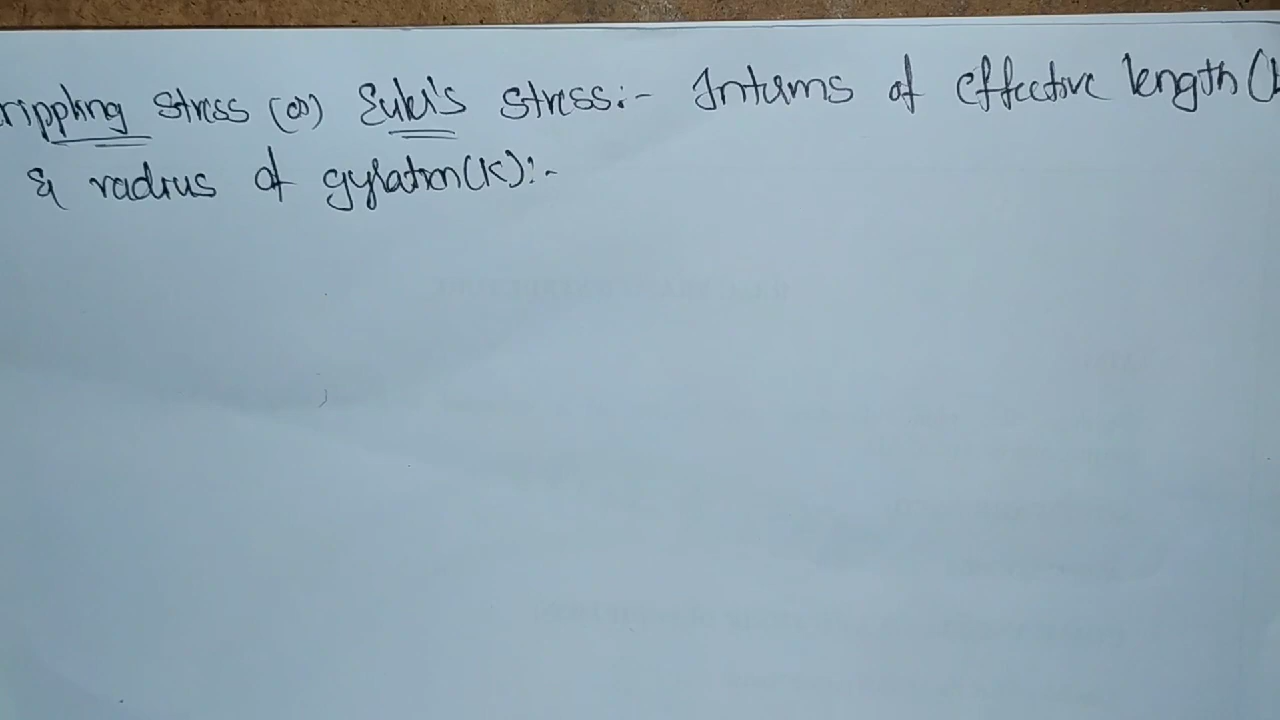 rippling stress (or) Euler's stress:- Interms of effective length (L
& radius of gyration(K):-